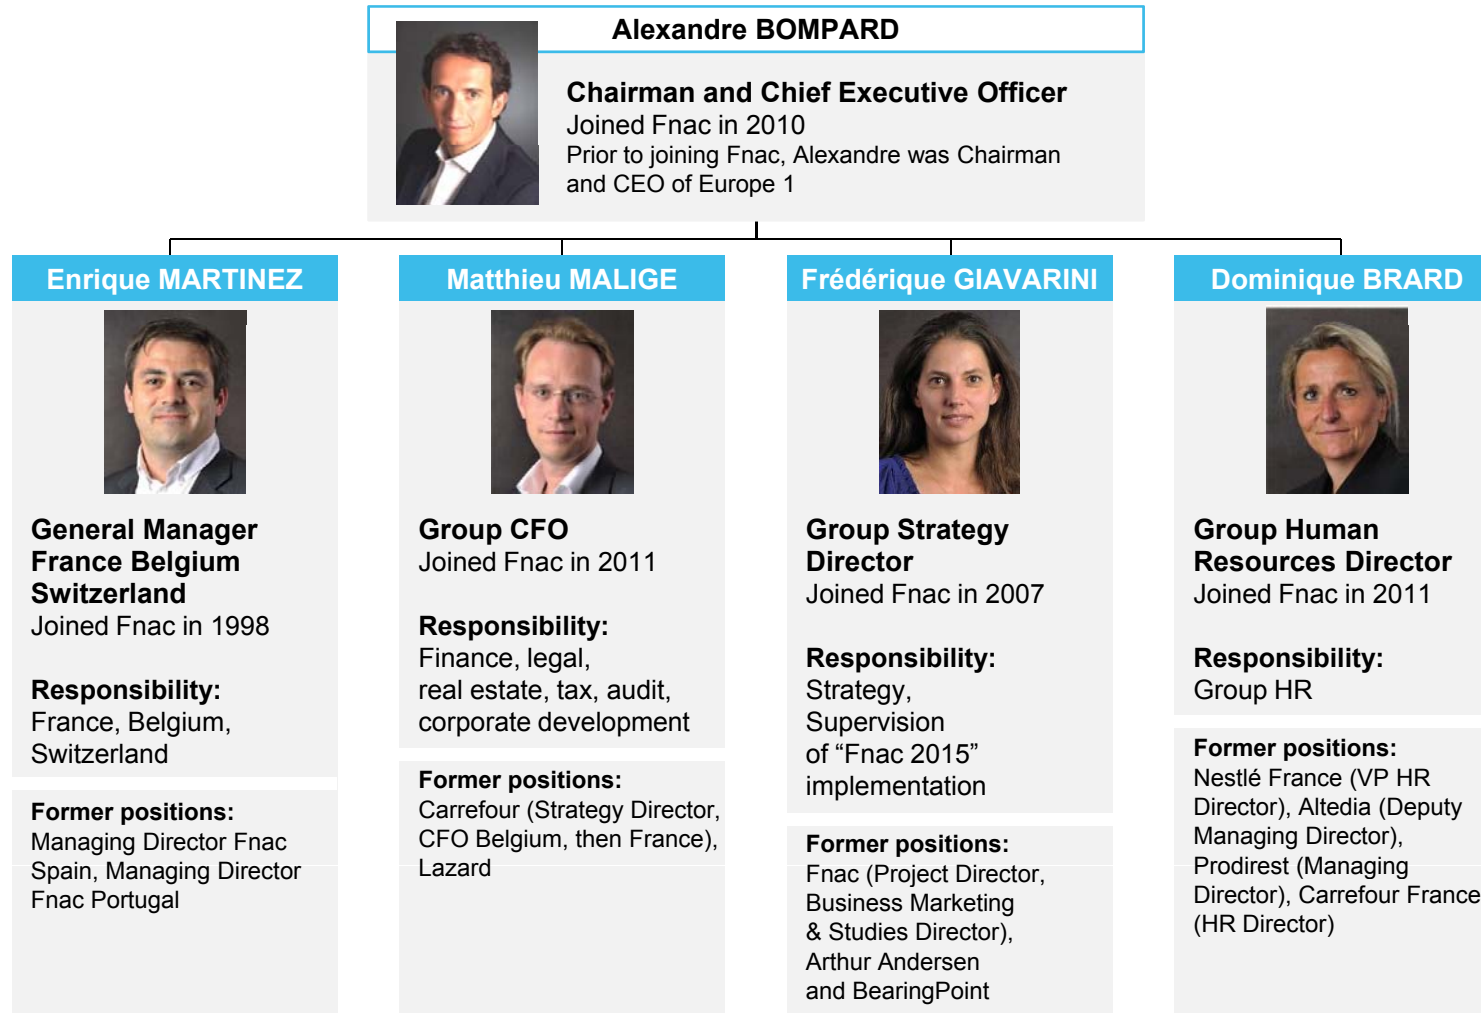 Alexandre BOMPARD
Chairman and Chief Executive Officer
Joined Fnac in 2010
Prior to joining Fnac, Alexandre was Chairman
and CEO of Europe 1
Enrique MARTINEZ
General Manager
France Belgium
Switzerland
Joined Fnac in 1998
Responsibility:
France, Belgium,
Switzerland
Former positions:
Managing Director Fnac
Spain, Managing Director
Fnac Portugal
Matthieu MALIGE
Group CFO
Joined Fnac in 2011
Responsibility:
Finance, legal,
real estate, tax, audit,
corporate development
Former positions:
Carrefour (Strategy Director,
CFO Belgium, then France),
Lazard
Frédérique GIAVARINI
Group Strategy
Director
Joined Fnac in 2007
Responsibility:
Strategy,
Supervision
of “Fnac 2015”
implementation
Former positions:
Fnac (Project Director,
Business Marketing
& Studies Director),
Arthur Andersen
and BearingPoint
Dominique BRARD
Group Human
Resources Director
Joined Fnac in 2011
Responsibility:
Group HR
Former positions:
Nestlé France (VP HR
Director), Altedia (Deputy
Managing Director),
Prodirest (Managing
Director), Carrefour France
(HR Director)